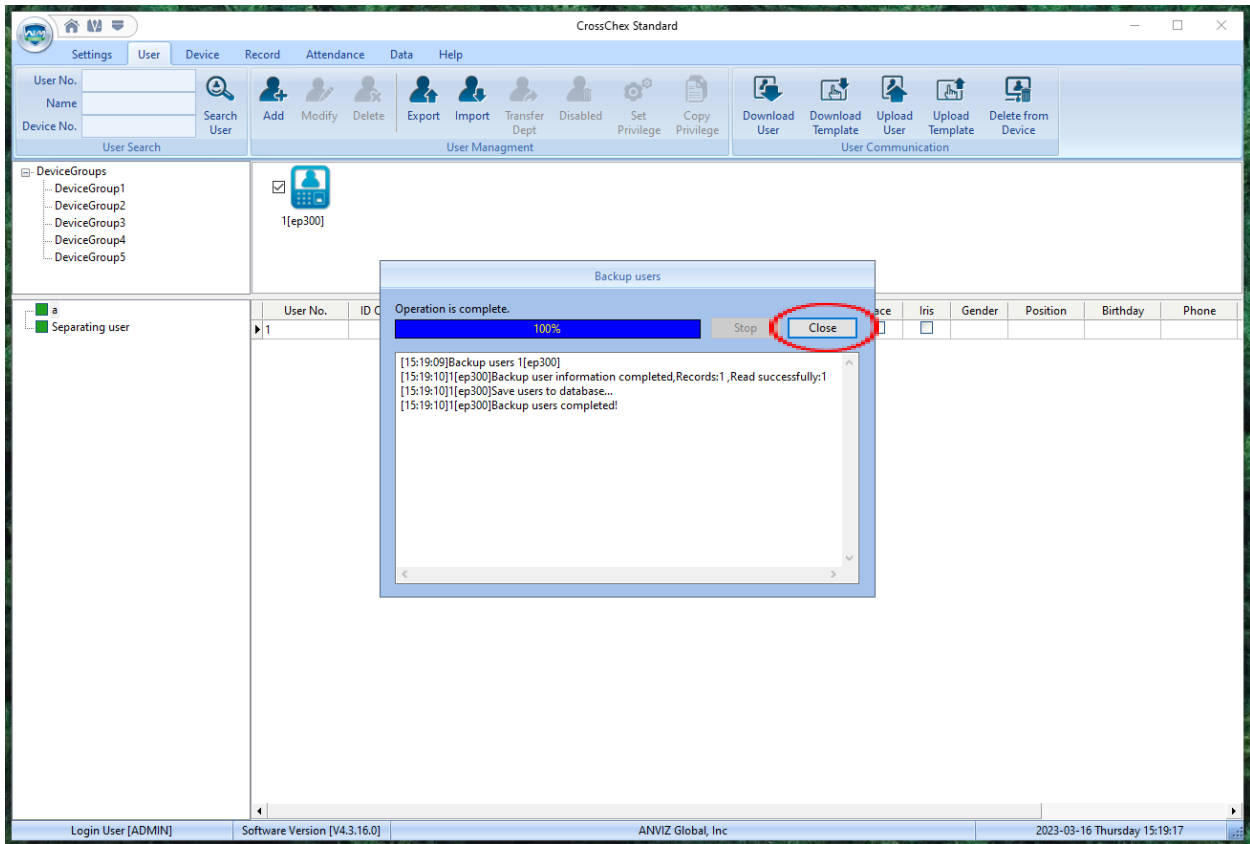 CrossChex Standard
Settings User Device Record Attendance Data Help
User No.
Name
Device No.
Search User
User Search
Add Modify Delete Export Import Transfer Dept Disabled Set Privilege Copy Privilege
User Managment
Download User Download Template Upload User Upload Template Delete from Device
User Communication
DeviceGroups
DeviceGroup1
DeviceGroup2
DeviceGroup3
DeviceGroup4
DeviceGroup5
1[ep300]
a
Separating user
User No. ID C ace Iris Gender Position Birthday Phone
1
Backup users
Operation is complete.
100% Stop Close
[15:19:09]Backup users 1[ep300]
[15:19:10]1[ep300]Backup user information completed,Records:1 ,Read successfully:1
[15:19:10]1[ep300]Save users to database...
[15:19:10]1[ep300]Backup users completed!
Login User [ADMIN] Software Version [V4.3.16.0] ANVIZ Global, Inc 2023-03-16 Thursday 15:19:17